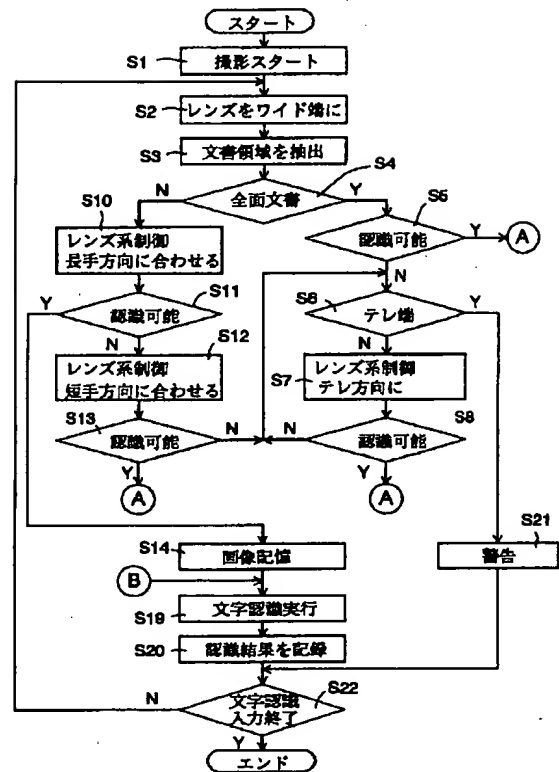 スタート
S1
撮影スタート
S2
レンズをワイド端に
S3
文書領域を抽出
S4
N
全面文書
Y
S10
S5
レンズ系制御
長手方向に合わせる
認識可能
Y
A
N
Y
S11
認識可能
S6
テレ端
Y
N
S12
N
レンズ系制御
短手方向に合わせる
S7
レンズ系制御
テレ方向に
S13
認識可能
N
N
認識可能
S8
Y
Y
A
A
S14
画像記憶
S21
警告
B
S19
文字認識実行
S20
認識結果を記録
N
文字認識
入力終了
S22
Y
エンド